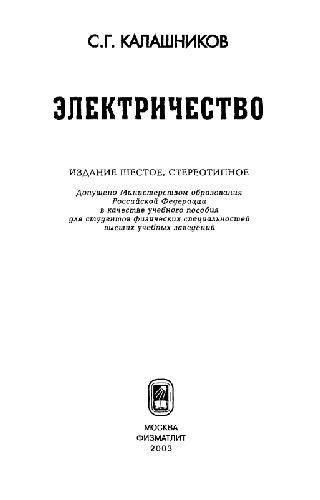 С.Г. КАЛАШНИКОВ
ЭЛЕКТРИЧЕСТВО
ИЗДАНИЕ ШЕСТОЕ, СТЕРЕОТИПНОЕ
Допущено Министерством образования
Российской Федерации
в качестве учебного пособия
для студентов физических специальностей
высших учебных заведений
МОСКВА
ФИЗМАТЛИТ
2003